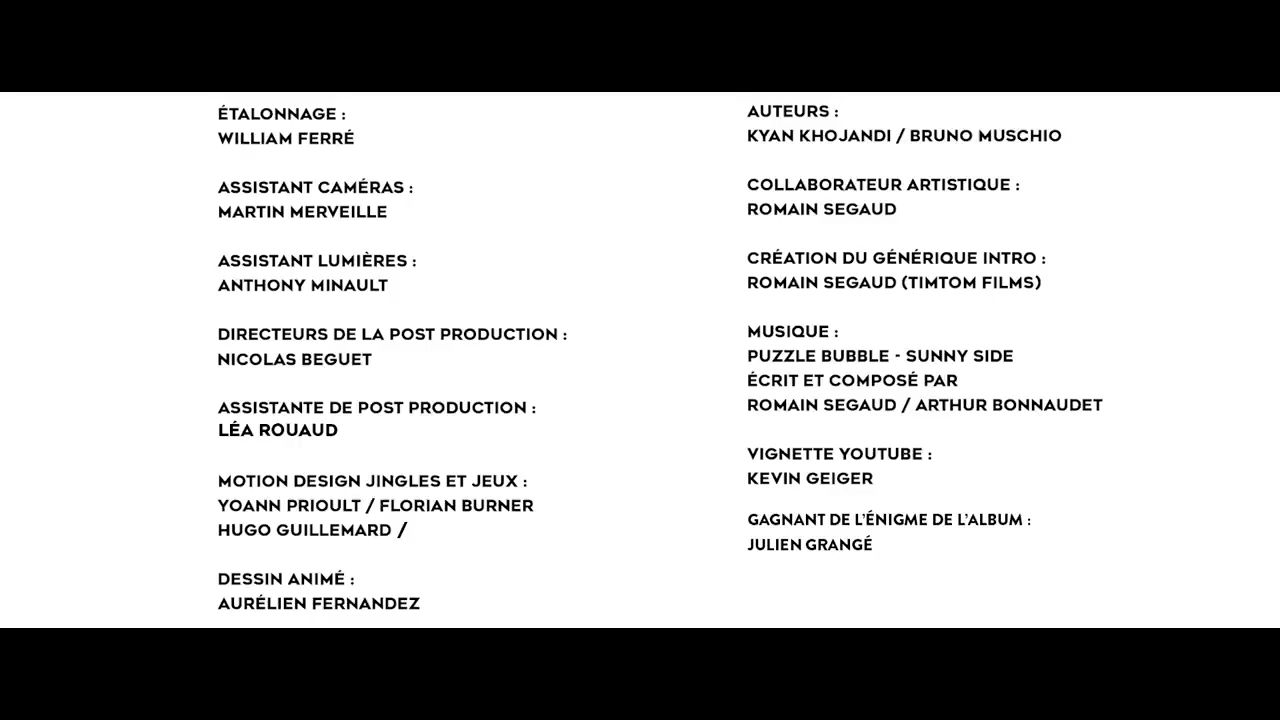 ÉTALONNAGE :
WILLIAM FERRÉ
ASSISTANT CAMÉRAS :
MARTIN MERVEILLE
ASSISTANT LUMIÈRES :
ANTHONY MINAULT
DIRECTEURS DE LA POST PRODUCTION :
NICOLAS BEGUET
ASSISTANTE DE POST PRODUCTION :
LÉA ROUAUD
MOTION DESIGN JINGLES ET JEUX :
YOANN PRIOULT / FLORIAN BURNER
HUGO GUILLEMARD /
DESSIN ANIMÉ :
AURÉLIEN FERNANDEZ
AUTEURS :
KYAN KHOJANDI / BRUNO MUSCHIO
COLLABORATEUR ARTISTIQUE :
ROMAIN SEGAUD
CRÉATION DU GÉNÉRIQUE INTRO :
ROMAIN SEGAUD (TIMTOM FILMS)
MUSIQUE :
PUZZLE BUBBLE - SUNNY SIDE
ÉCRIT ET COMPOSÉ PAR
ROMAIN SEGAUD / ARTHUR BONNAUDET
VIGNETTE YOUTUBE :
KEVIN GEIGER
GAGNANT DE L'ÉNIGME DE L'ALBUM :
JULIEN GRANGÉ